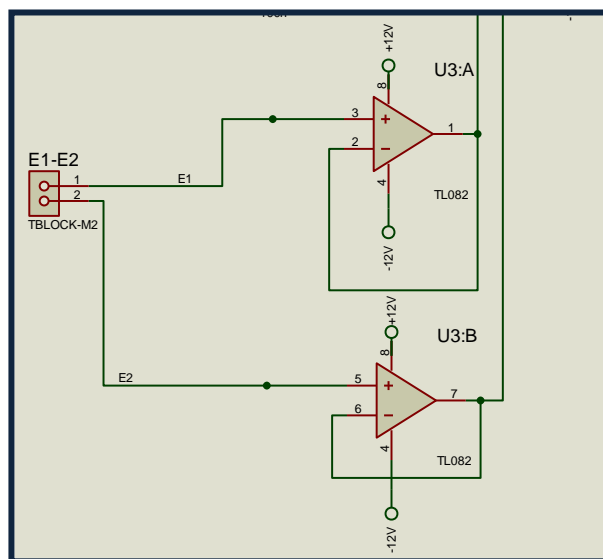 +12V
U3:A
8
3
1
2
4
TL082
-12V
E1-E2
1
E1
2
TBLOCK-M2
+12V
U3:B
8
E2
5
7
6
4
TL082
-12V